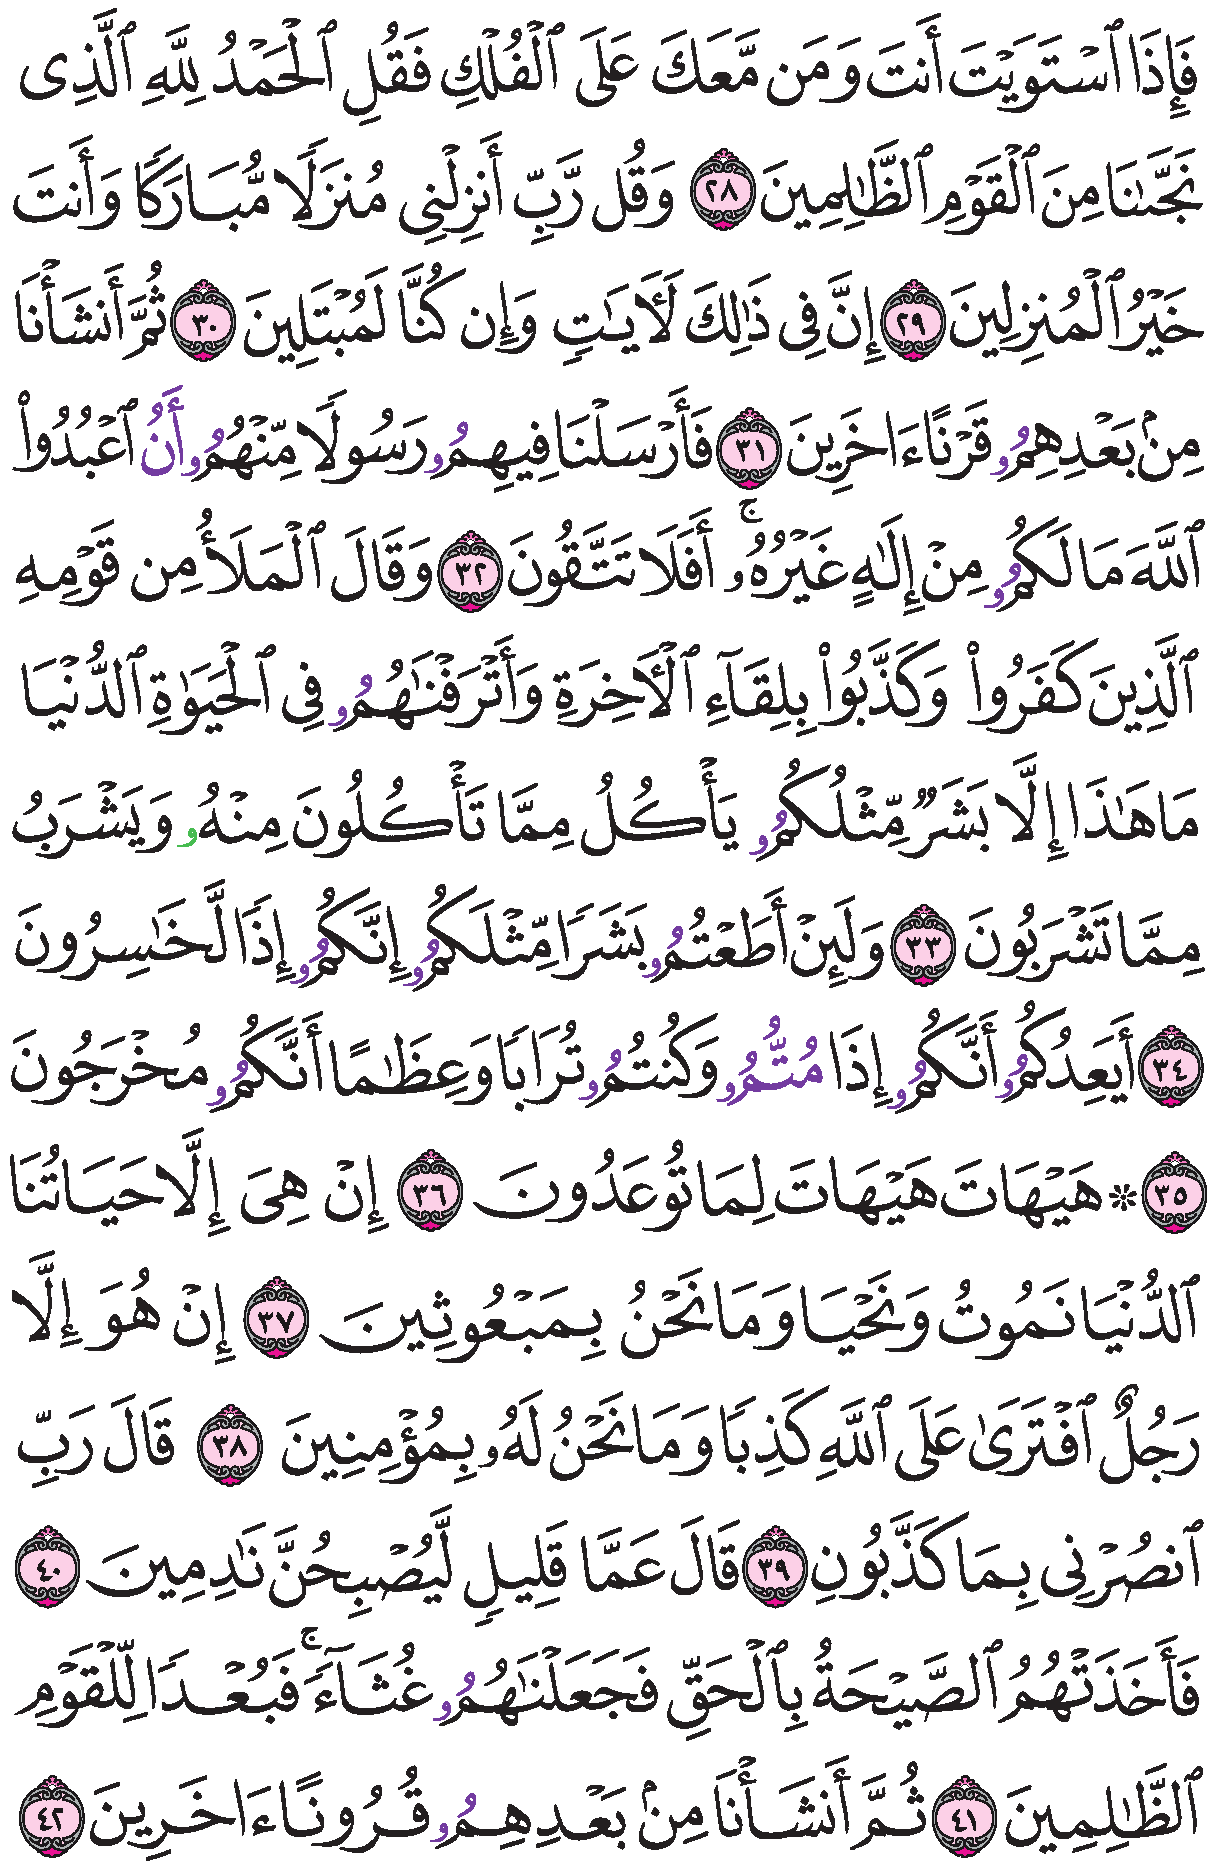 فَإِذَا ٱسْتَوَيْتَ أَنتَ وَمَن مَّعَكَ عَلَى ٱلْفُلْكِ فَقُلِ ٱلْحَمْدُ لِلَّهِ ٱلَّذِى
نَجَّىٰنَا مِنَ ٱلْقَوْمِ ٱلظَّٰلِمِينَ ٢٨ وَقُل رَّبِّ أَنزِلْنِى مُنزَلًا مُّبَارَكًا وَأَنتَ
خَيْرُ ٱلْمُنزِلِينَ ٢٩ إِنَّ فِى ذَٰلِكَ لَأٓيَٰتٍ وَإِن كُنَّا لَمُبْتَلِينَ ٣٠ ثُمَّ أَنشَأْنَا
مِنۢ بَعْدِهِمُۥ قَرْنًا ءَاخَرِينَ ٣١ فَأَرْسَلْنَا فِيهِمُۥ رَسُولًا مِّنْهُمُۥ أَنُ ٱعْبُدُوا۟
ٱللَّهَ مَا لَكُمُۥ مِنْ إِلَٰهٍ غَيْرُهُۥ ۚ أَفَلَا تَتَّقُونَ ٣٢ وَقَالَ ٱلْمَلَأُ مِن قَوْمِهِ
ٱلَّذِينَ كَفَرُوا۟ وَكَذَّبُوا۟ بِلِقَآءِ ٱلْأَخِرَةِ وَأَتْرَفْنَٰهُمُۥ فِى ٱلْحَيَوٰةِ ٱلدُّنْيَا
مَا هَٰذَا إِلَّا بَشَرٌ مِّثْلُكُمُۥ يَأْكُلُ مِمَّا تَأْكُلُونَ مِنْهُۥ وَيَشْرَبُ
مِمَّا تَشْرَبُونَ ٣٣ وَلَئِنْ أَطَعْتُمُۥ بَشَرًا مِّثْلَكُمُۥ إِنَّكُمُۥ إِذًا لَّخَٰسِرُونَ
٣٤ أَيَعِدُكُمُۥ أَنَّكُمُۥ إِذَا مُتُّمُۥ وَكُنتُمُۥ تُرَابًا وَعِظَٰمًا أَنَّكُمُۥ مُخْرَجُونَ
٣٥ ۞ هَيْهَاتَ هَيْهَاتَ لِمَا تُوعَدُونَ ٣٦ إِنْ هِىَ إِلَّا حَيَاتُنَا
ٱلدُّنْيَا نَمُوتُ وَنَحْيَا وَمَا نَحْنُ بِمَبْعُوثِينَ ٣٧ إِنْ هُوَ إِلَّا
رَجُلٌ ٱفْتَرَىٰ عَلَى ٱللَّهِ كَذِبًا وَمَا نَحْنُ لَهُۥ بِمُؤْمِنِينَ ٣٨ قَالَ رَبِّ
ٱنصُرْنِى بِمَا كَذَّبُونِ ٣٩ قَالَ عَمَّا قَلِيلٍ لَّيُصْبِحُنَّ نَٰدِمِينَ ٤٠
فَأَخَذَتْهُمُ ٱلصَّيْحَةُ بِٱلْحَقِّ فَجَعَلْنَٰهُمُۥ غُثَآءً ۚ فَبُعْدًا لِّلْقَوْمِ
ٱلظَّٰلِمِينَ ٤١ ثُمَّ أَنشَأْنَا مِنۢ بَعْدِهِمُۥ قُرُونًا ءَاخَرِينَ ٤٢